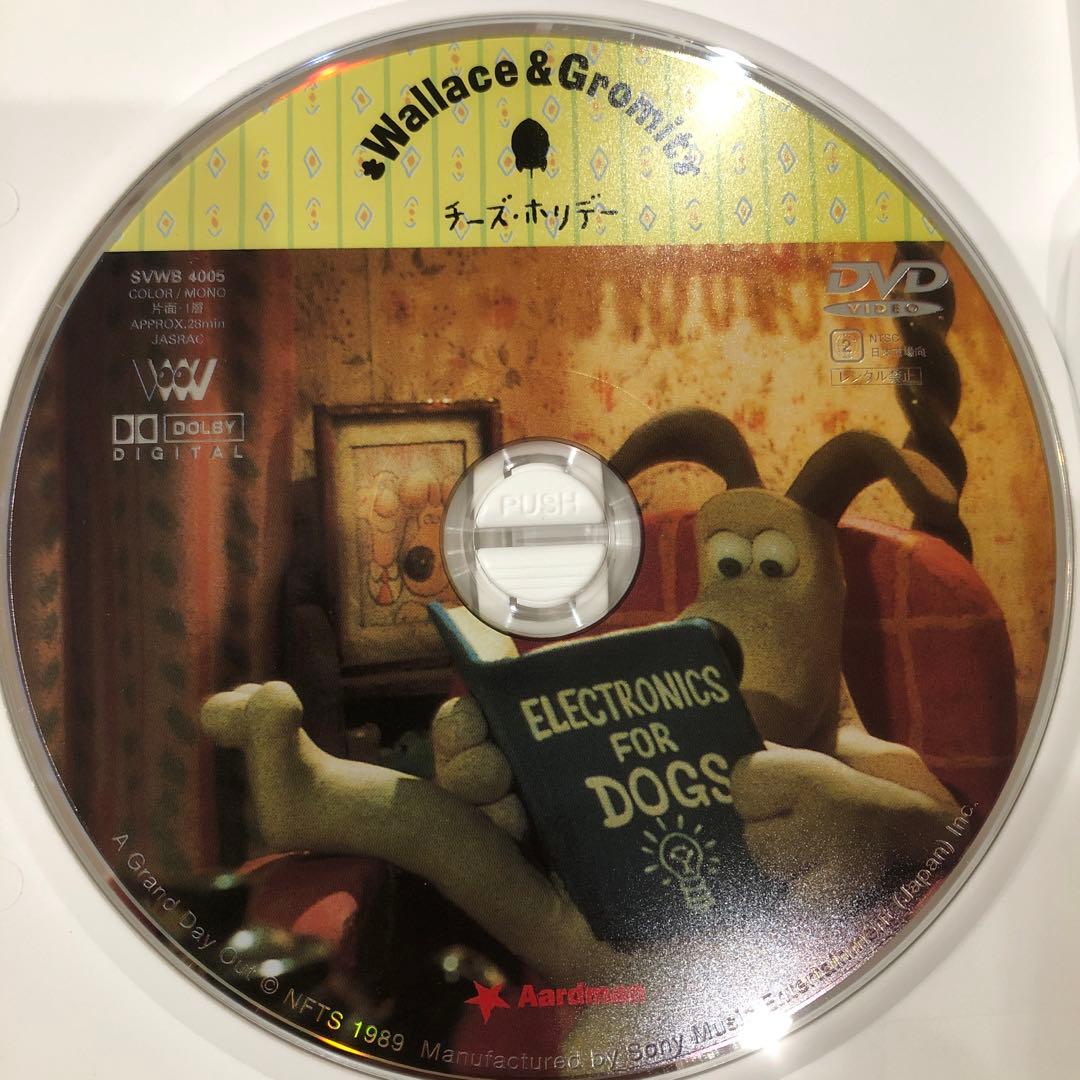 Wallace & Gromit
チーズ・ホリデー
SVWB 4005
COLOR / MONO
片面・1層
APPROX.28min
JASRAC
DOLBY
DIGITAL
DVD
VIDEO
2
NTSC
日本市場向
レンタル禁止
PUSH
ELECTRONICS
FOR
DOGS
Aardman
A Grand Day Out © NFTS 1989 Manufactured by Sony Music Entertainment (Japan) Inc.